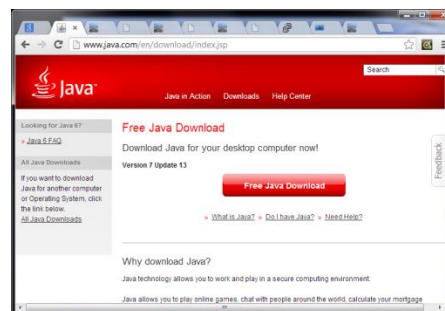 www.java.com/en/download/index.jsp
Search
Java
Java in Action Downloads Help Center
Looking for Java 6?
» Java 6 FAQ
All Java Downloads
If you want to download
Java for another computer
or Operating System, click
the link below.
All Java Downloads
Free Java Download
Download Java for your desktop computer now!
Version 7 Update 13
Free Java Download
» What is Java? » Do I have Java? » Need Help?
Why download Java?
Java technology allows you to work and play in a secure computing environment.
Java allows you to play online games, chat with people around the world, calculate your mortgage
Feedback